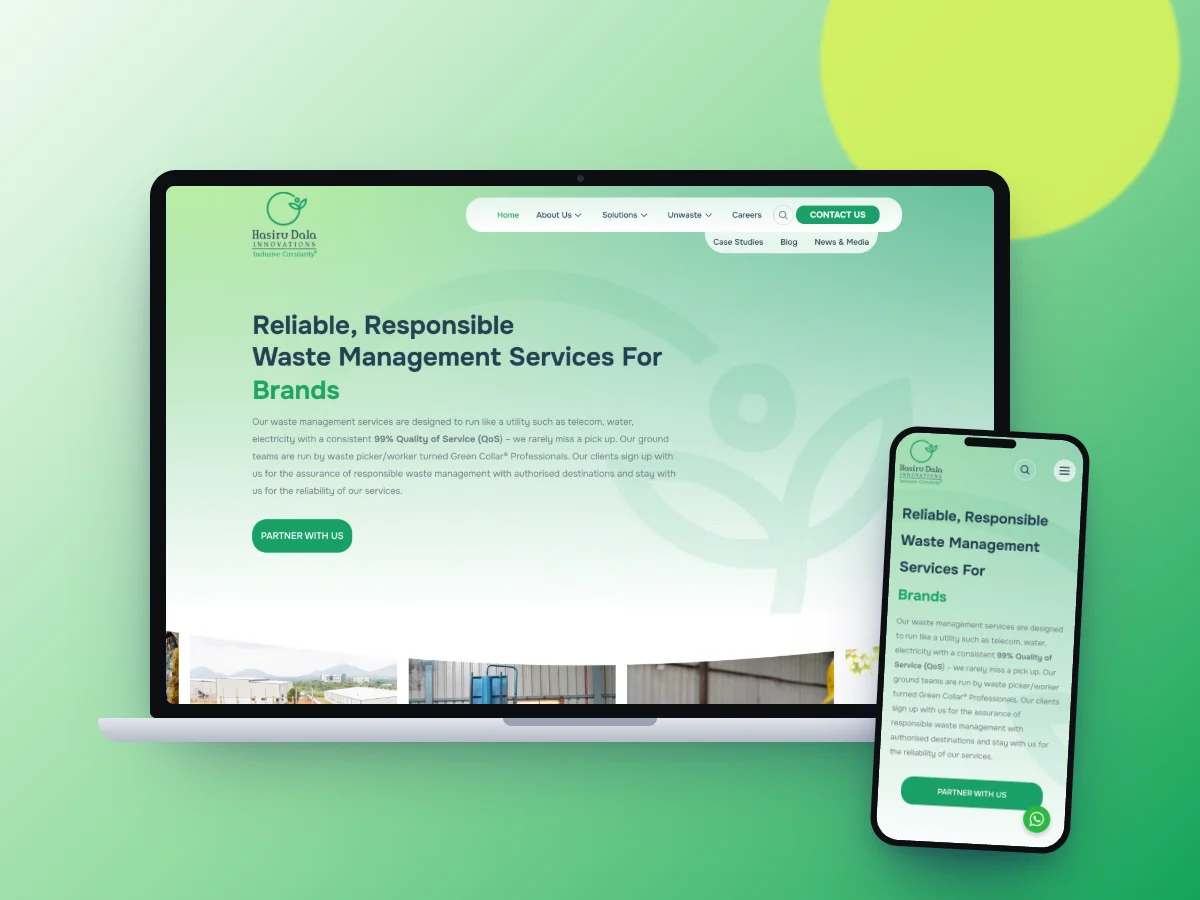 Hasiru Dala
INNOVATIONS
Inclusive Circularity®
Home About Us Solutions Unwaste Careers CONTACT US
Case Studies Blog News & Media
Reliable, Responsible
Waste Management Services For
Brands
Our waste management services are designed to run like a utility such as telecom, water,
electricity with a consistent 99% Quality of Service (QoS) – we rarely miss a pick up. Our ground
teams are run by waste picker/worker turned Green Collar® Professionals. Our clients sign up with
us for the assurance of responsible waste management with authorised destinations and stay with
us for the reliability of our services.
PARTNER WITH US
Hasiru Dala
INNOVATIONS
Inclusive Circularity®
Reliable, Responsible
Waste Management
Services For
Brands
Our waste management services are designed
to run like a utility such as telecom, water,
electricity with a consistent 99% Quality of
Service (QoS) – we rarely miss a pick up. Our
ground teams are run by waste picker/worker
turned Green Collar® Professionals. Our clients
sign up with us for the assurance of
responsible waste management with
authorised destinations and stay with us for
the reliability of our services.
PARTNER WITH US